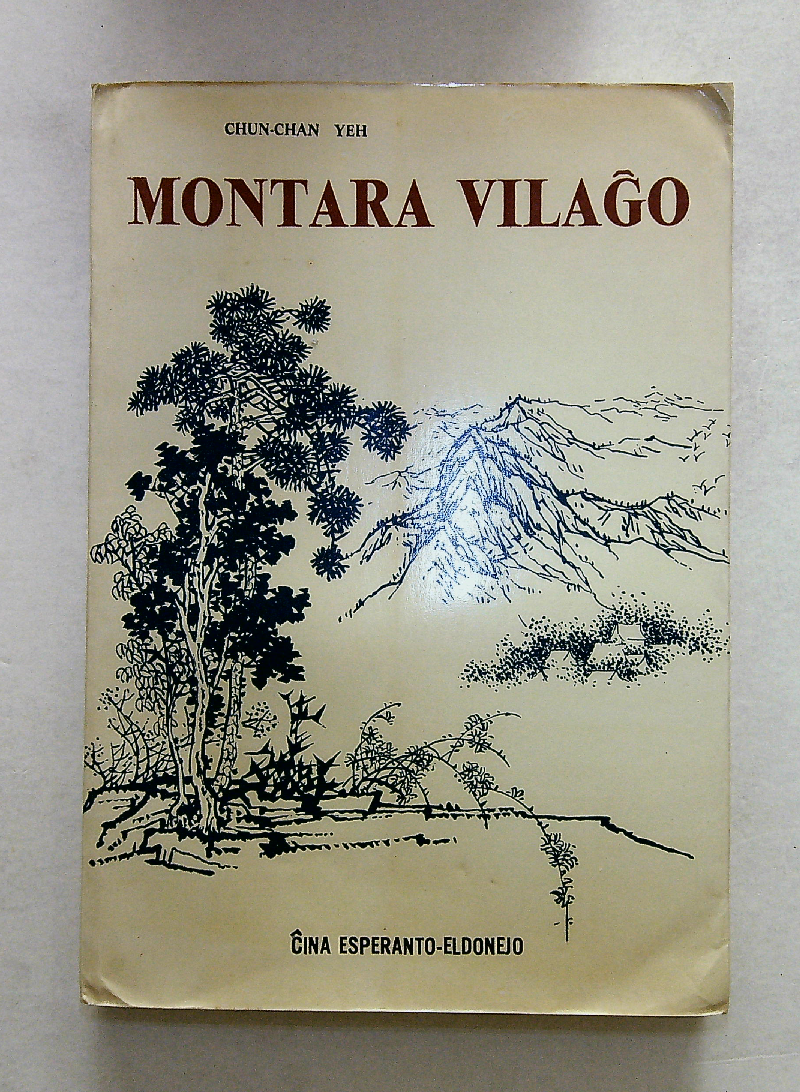 CHUN-CHAN YEH
MONTARA VILAĜO
ĈINA ESPERANTO-ELDONEJO